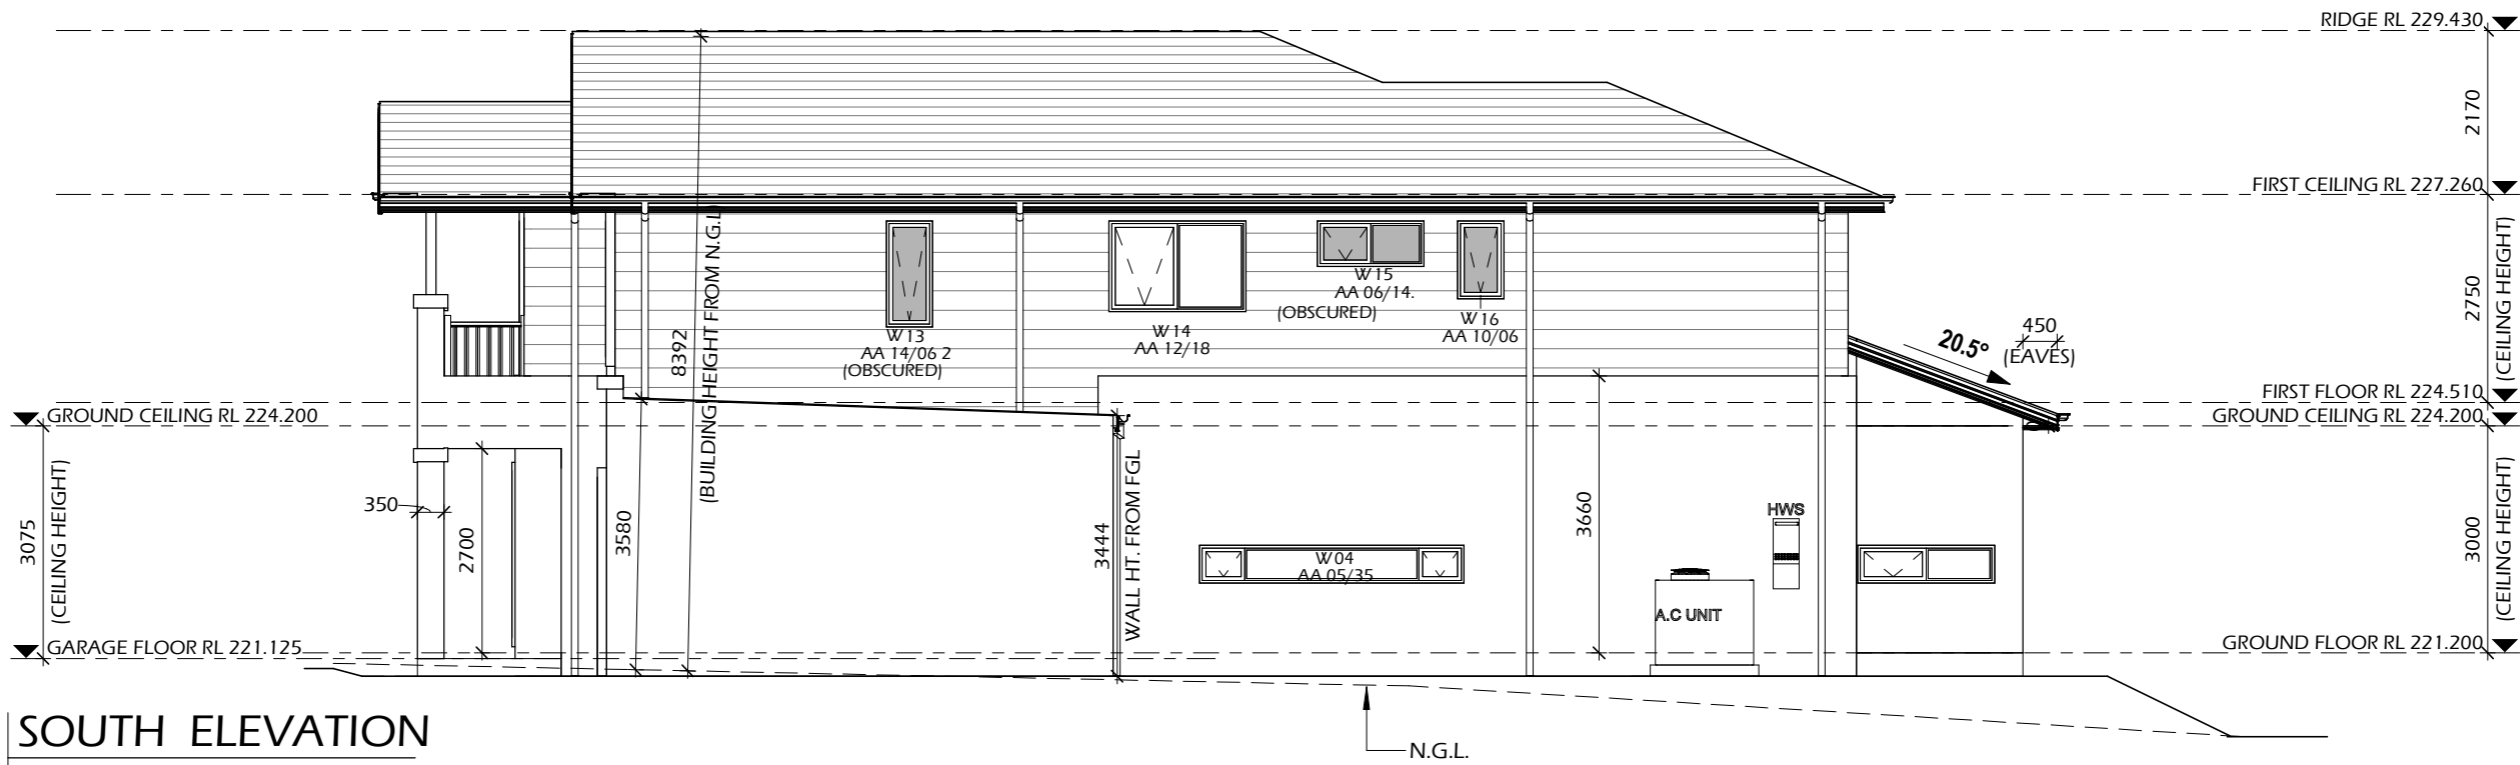 RIDGE RL 229.430
2170
FIRST CEILING RL 227.260
2750
(CEILING HEIGHT)
8392
(BUILDING HEIGHT FROM N.G.L)
W13
AA 14/06 2
(OBSCURED)
W14
AA 12/18
W15
AA 06/14.
(OBSCURED)
W16
AA 10/06
20.5°
450
(EAVES)
FIRST FLOOR RL 224.510
GROUND CEILING RL 224.200
GROUND CEILING RL 224.200
3075
(CEILING HEIGHT)
350
2700
3580
3444
WALL HT. FROM FGL
W04
AA 05/35
3660
HWS
A.C UNIT
3000
(CEILING HEIGHT)
GARAGE FLOOR RL 221.125
GROUND FLOOR RL 221.200
SOUTH ELEVATION
N.G.L.